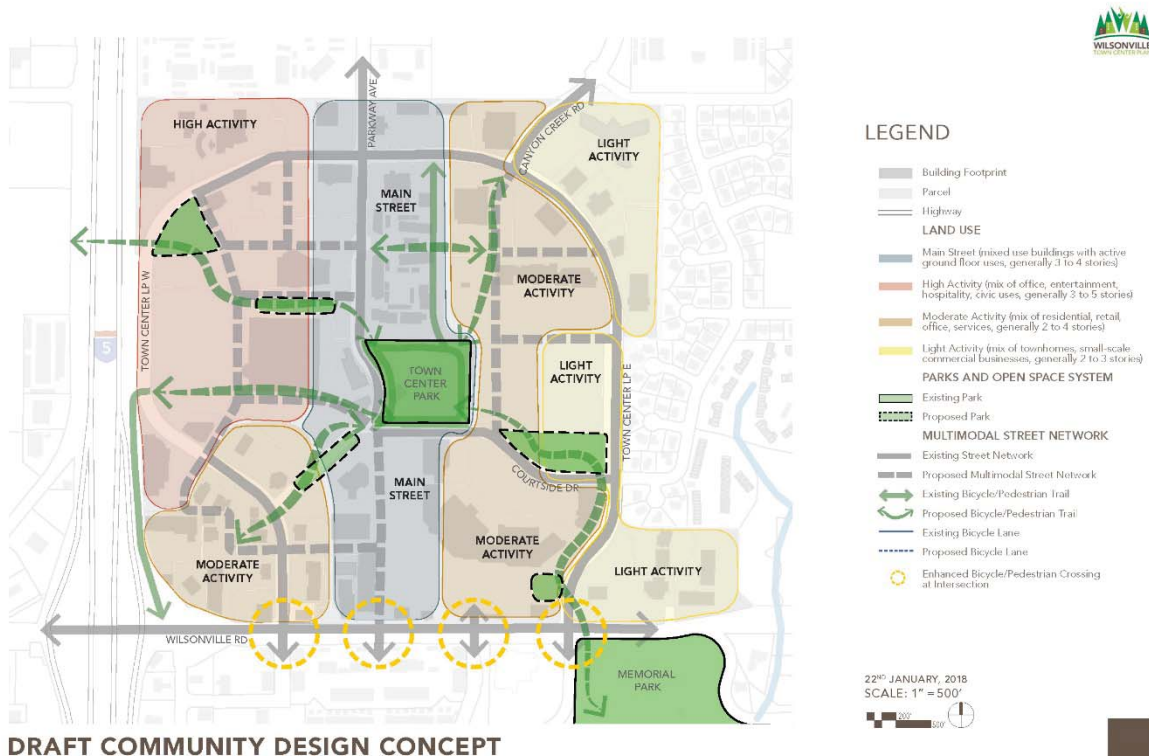 WILSONVILLE
TOWN CENTER PLAN
HIGH ACTIVITY
PARKWAY AVE
CANYON CREEK RD
LIGHT
ACTIVITY
MAIN
STREET
TOWN CENTER LP W
5
MODERATE
ACTIVITY
TOWN
CENTER
PARK
LIGHT
ACTIVITY
TOWN CENTER LP E
COURTSIDE DR
MAIN
STREET
MODERATE
ACTIVITY
MODERATE
ACTIVITY
LIGHT ACTIVITY
WILSONVILLE RD
MEMORIAL
PARK
LEGEND
Building Footprint
Parcel
Highway
LAND USE
Main Street (mixed use buildings with active
ground floor uses, generally 3 to 4 stories)
High Activity (mix of office, entertainment,
hospitality, civic uses, generally 3 to 5 stories)
Moderate Activity (mix of residential, retail,
office, services, generally 2 to 4 stories)
Light Activity (mix of townhomes, small-scale
commercial businesses, generally 2 to 3 stories)
PARKS AND OPEN SPACE SYSTEM
Existing Park
Proposed Park
MULTIMODAL STREET NETWORK
Existing Street Network
Proposed Multimodal Street Network
Existing Bicycle/Pedestrian Trail
Proposed Bicycle/Pedestrian Trail
Existing Bicycle Lane
Proposed Bicycle Lane
Enhanced Bicycle/Pedestrian Crossing
at Intersection
22ND JANUARY, 2018
SCALE: 1" = 500'
200'
500'
DRAFT COMMUNITY DESIGN CONCEPT